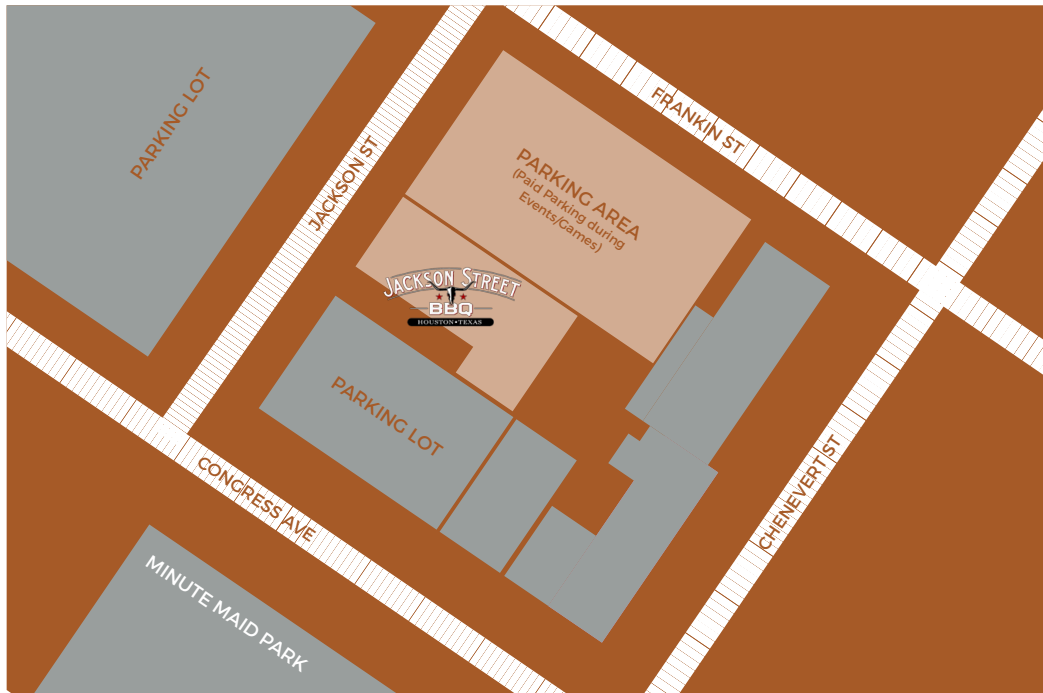 PARKING LOT
JACKSON ST
FRANKIN ST
PARKING AREA
(Paid Parking during
Events/Games)
JACKSON STREET
BBQ
HOUSTON•TEXAS
PARKING LOT
CONGRESS AVE
CHENEVERT ST
MINUTE MAID PARK